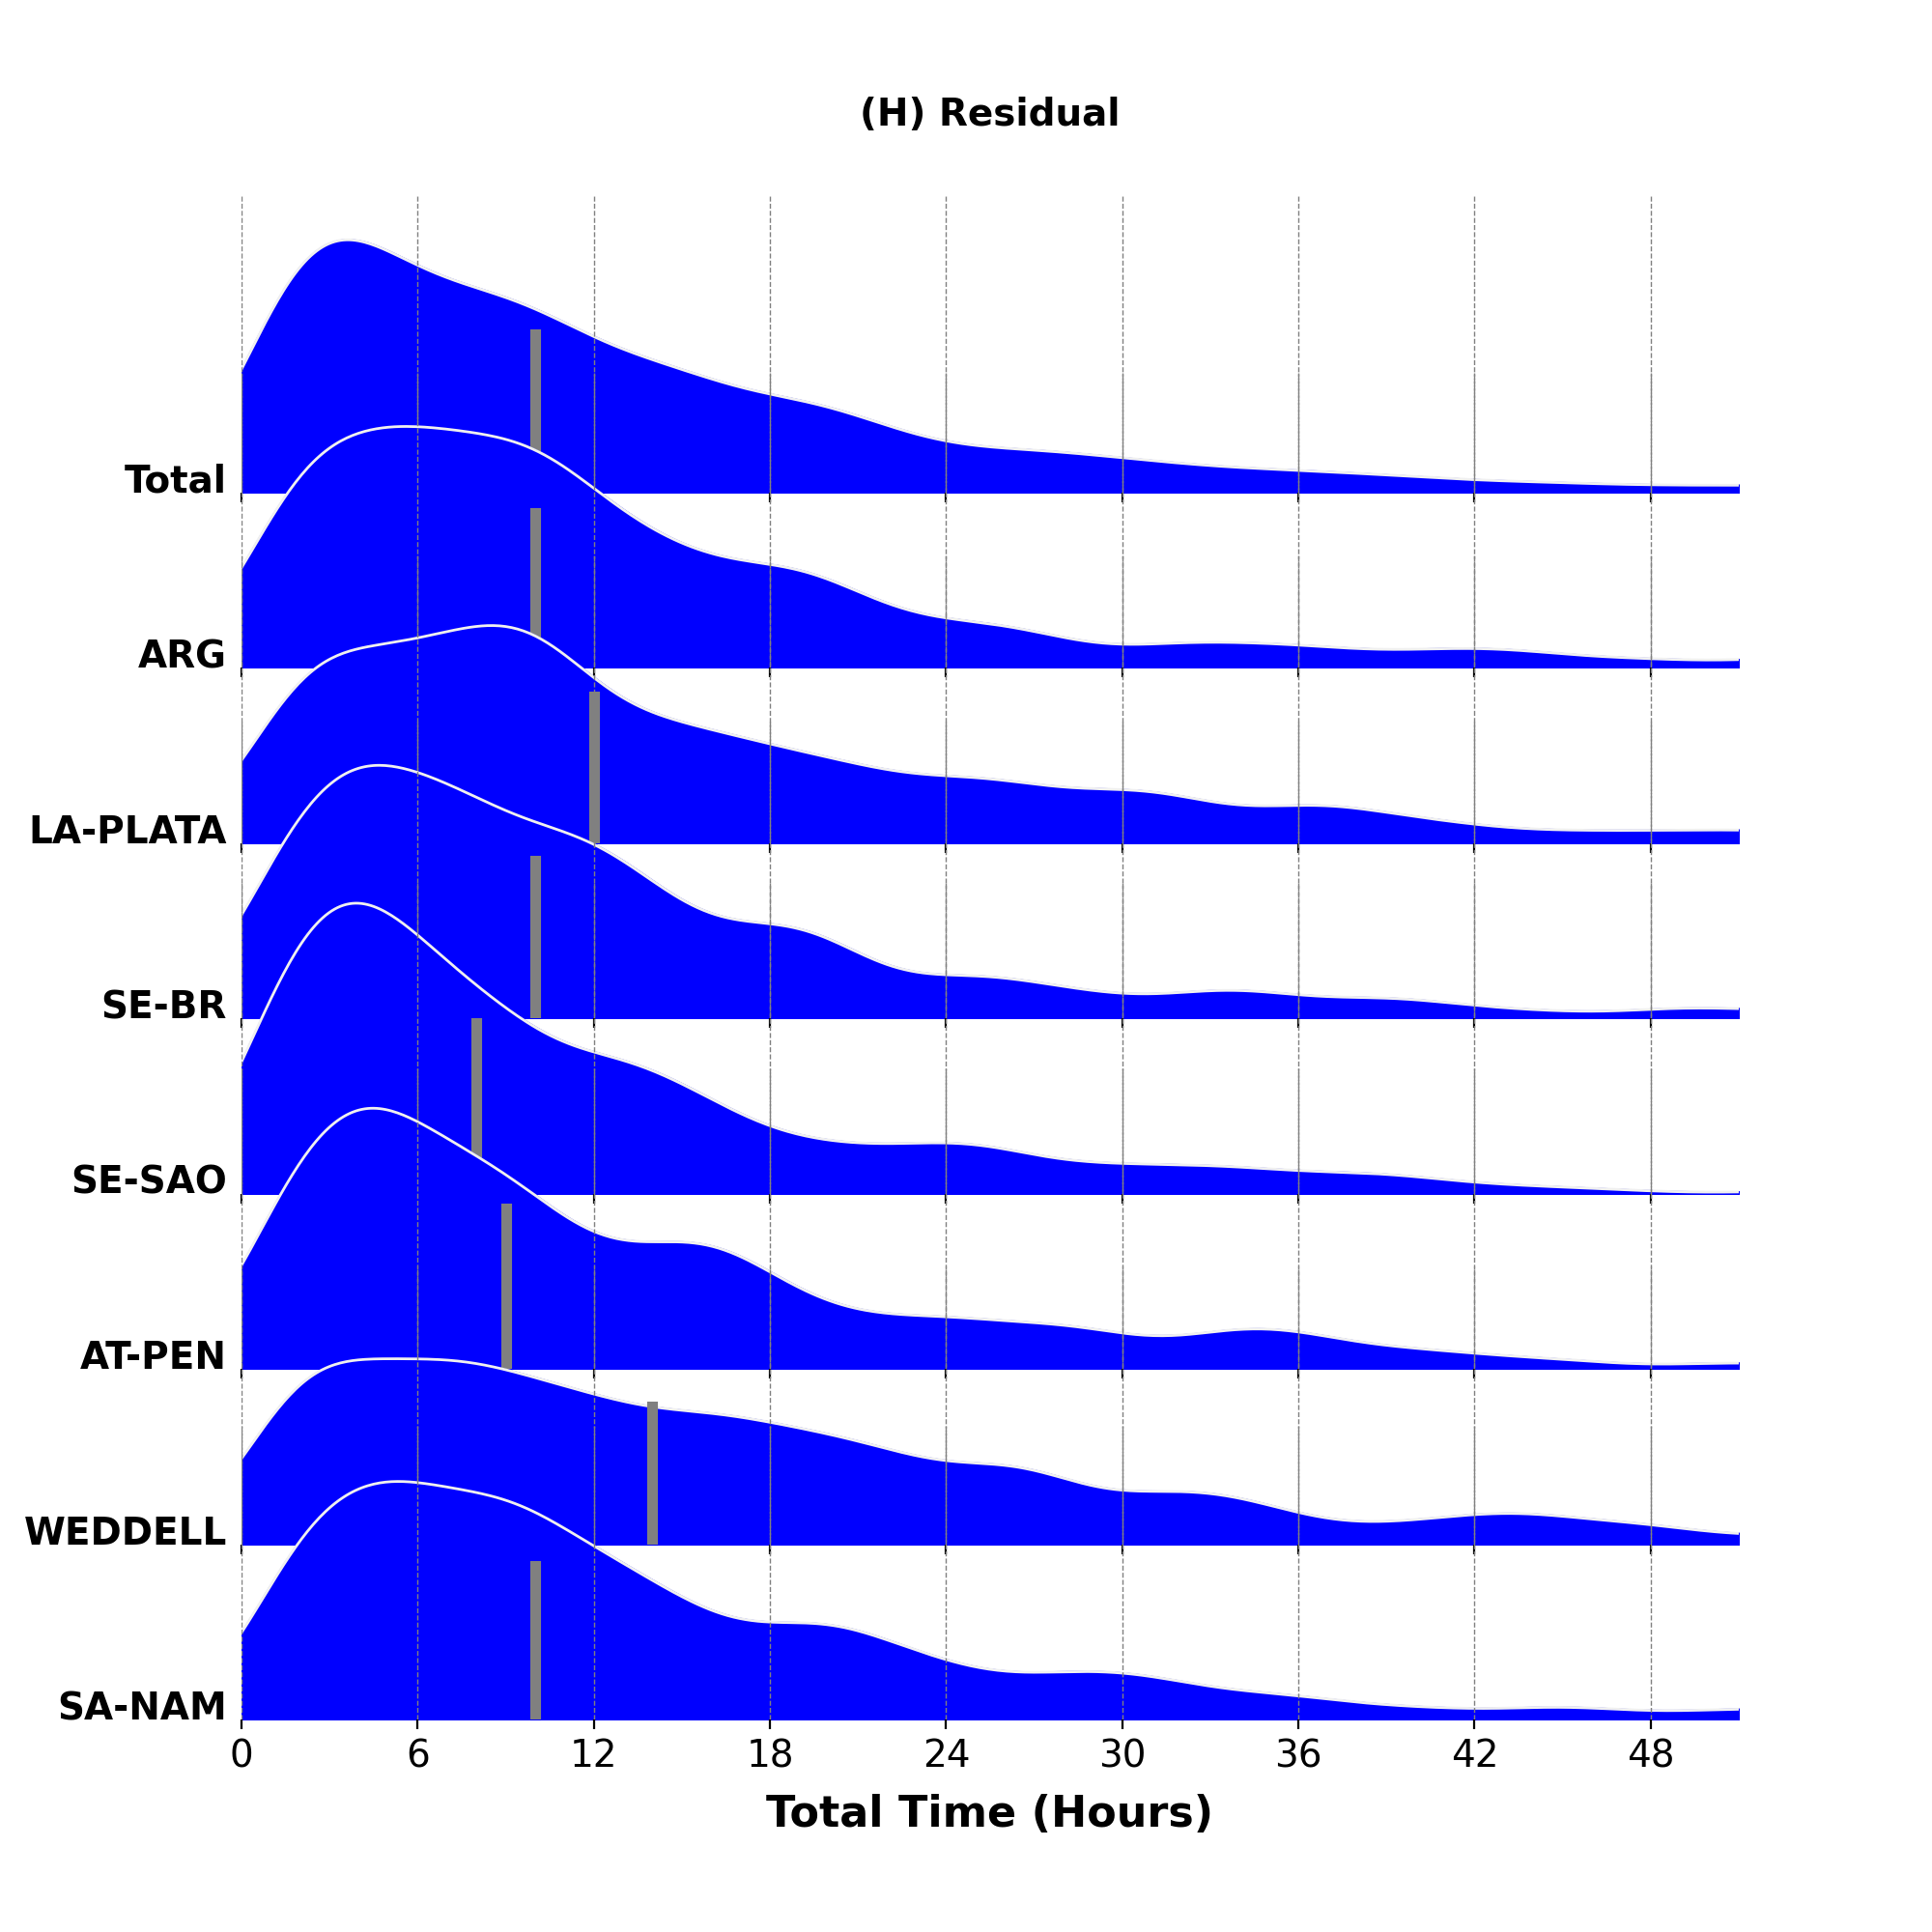 (H) Residual
Total
ARG
LA-PLATA
SE-BR
SE-SAO
AT-PEN
WEDDELL
SA-NAM
0 6 12 18 24 30 36 42 48
Total Time (Hours)